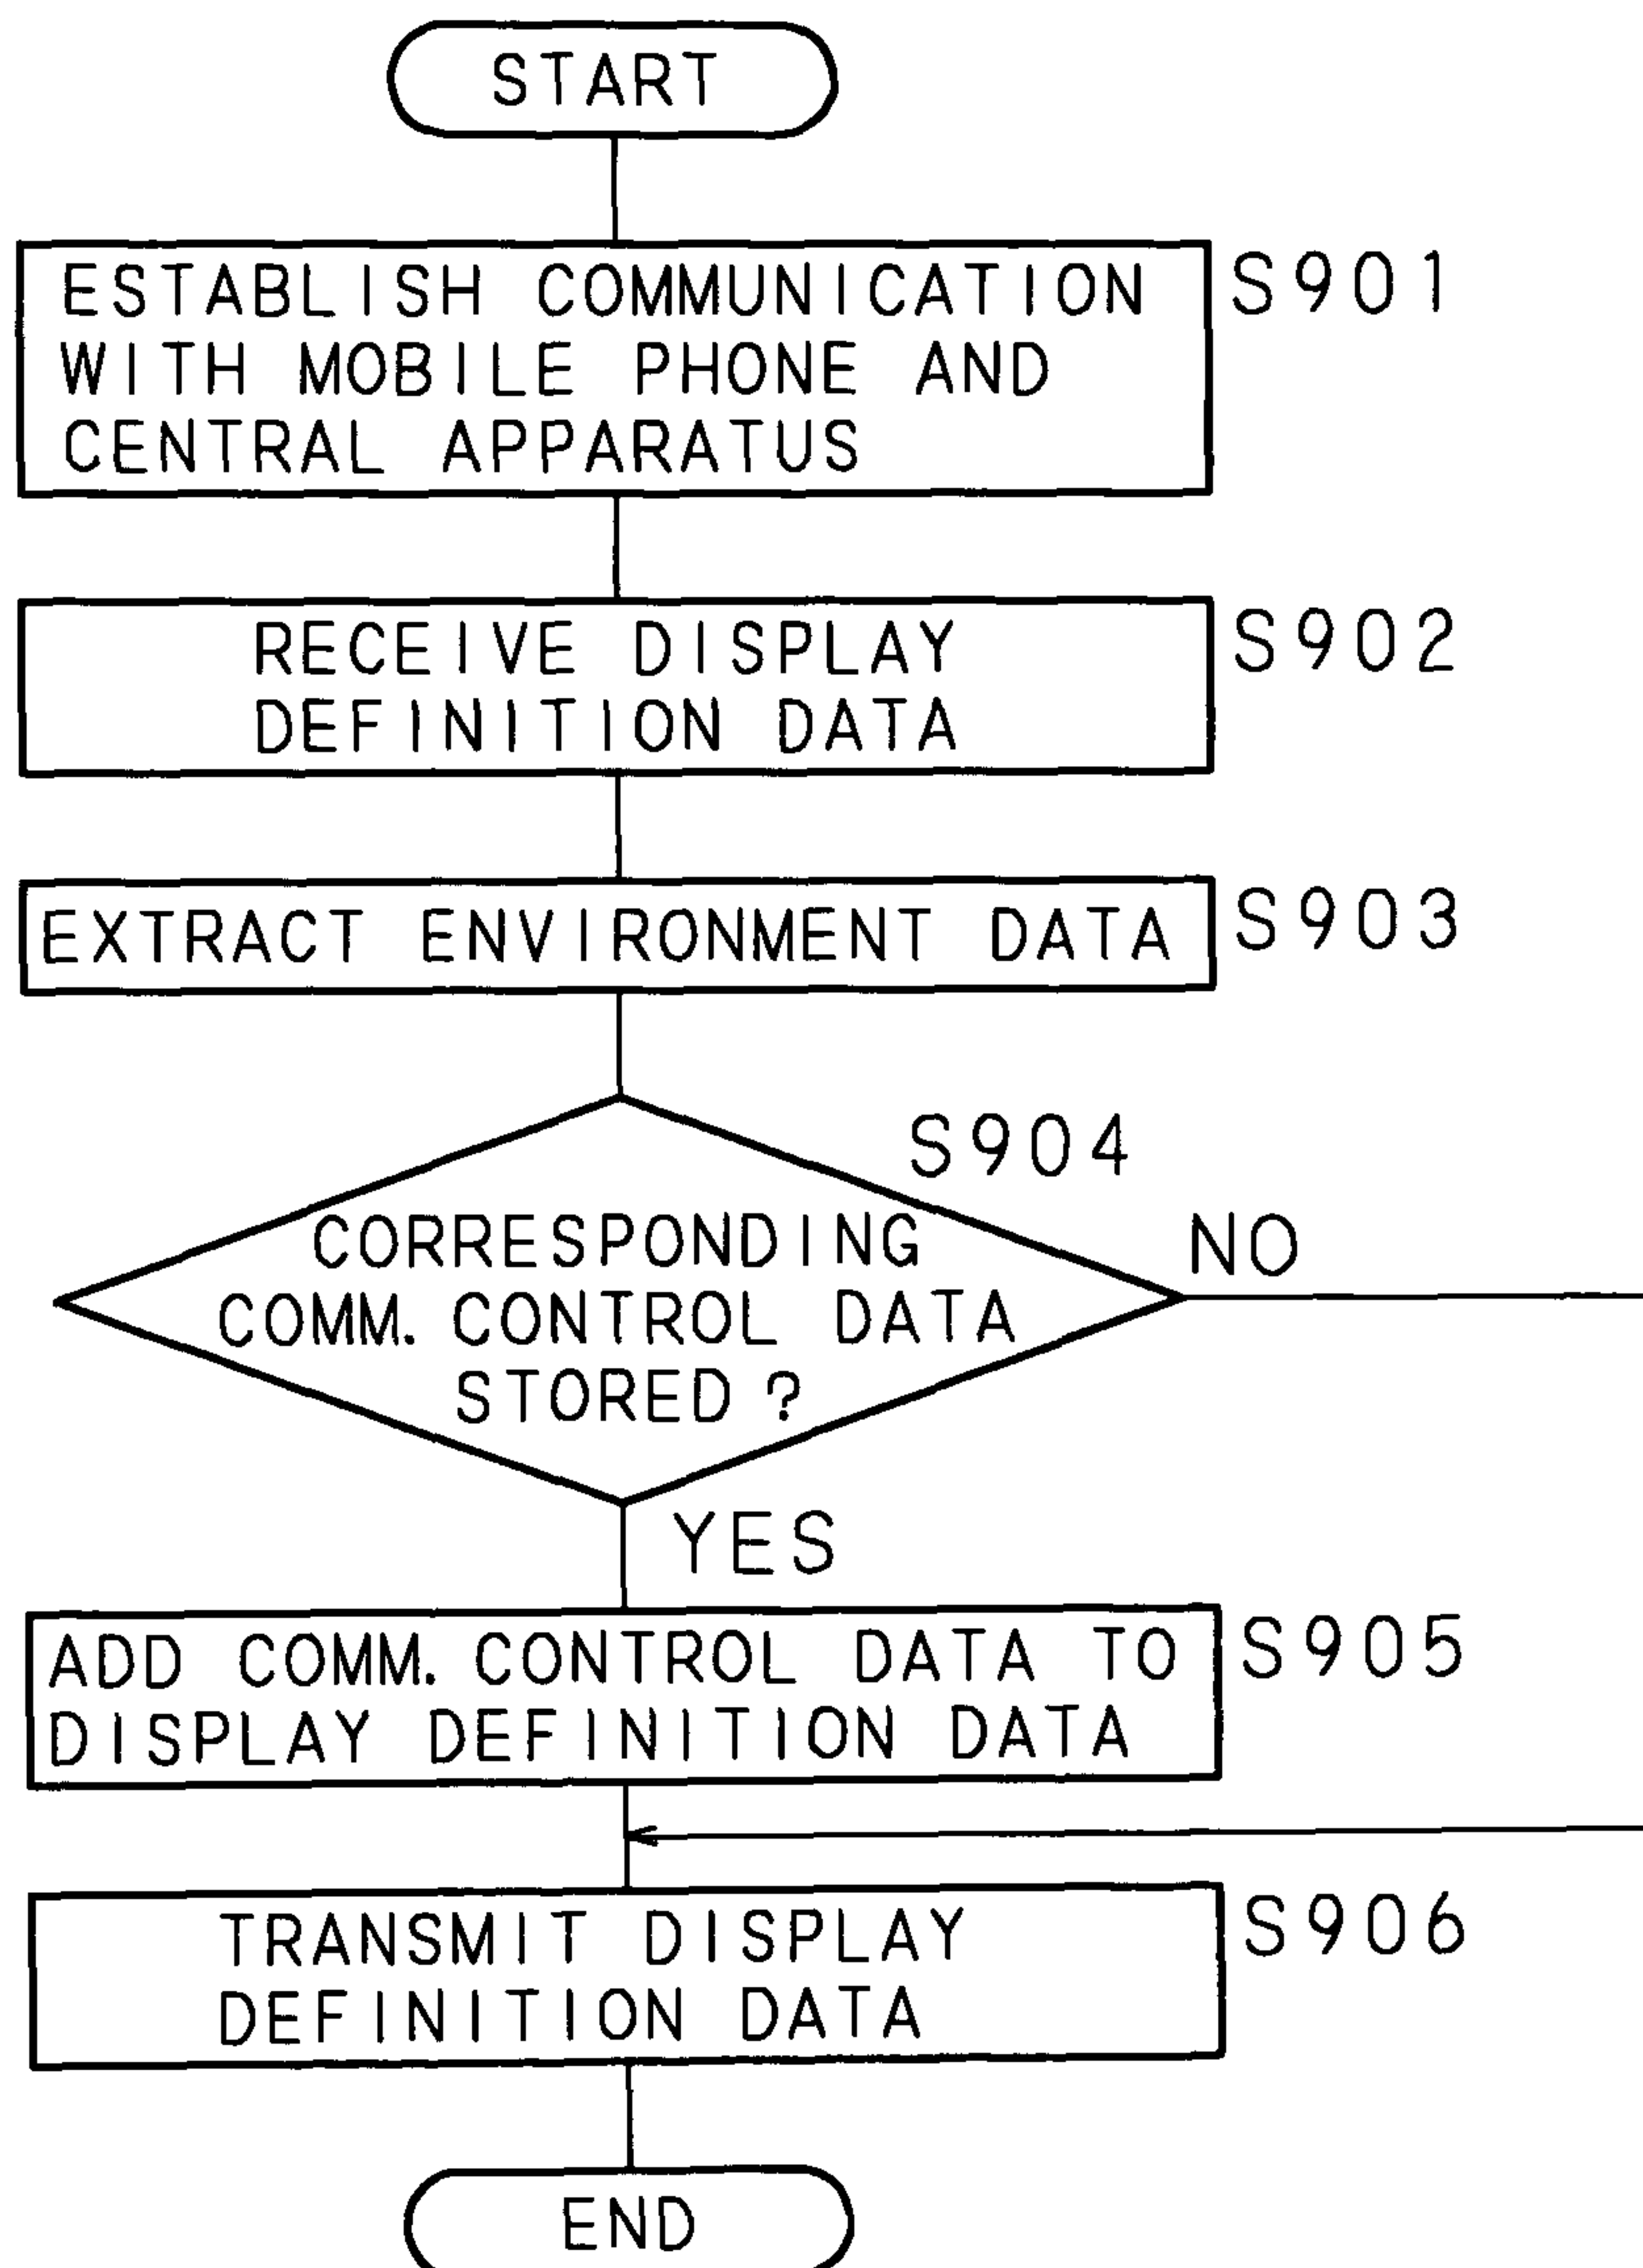 START
ESTABLISH COMMUNICATION
WITH MOBILE PHONE AND
CENTRAL APPARATUS
S901
RECEIVE DISPLAY
DEFINITION DATA
S902
EXTRACT ENVIRONMENT DATA
S903
S904
CORRESPONDING
COMM. CONTROL DATA
STORED?
NO
YES
ADD COMM. CONTROL DATA TO
DISPLAY DEFINITION DATA
S905
TRANSMIT DISPLAY
DEFINITION DATA
S906
END